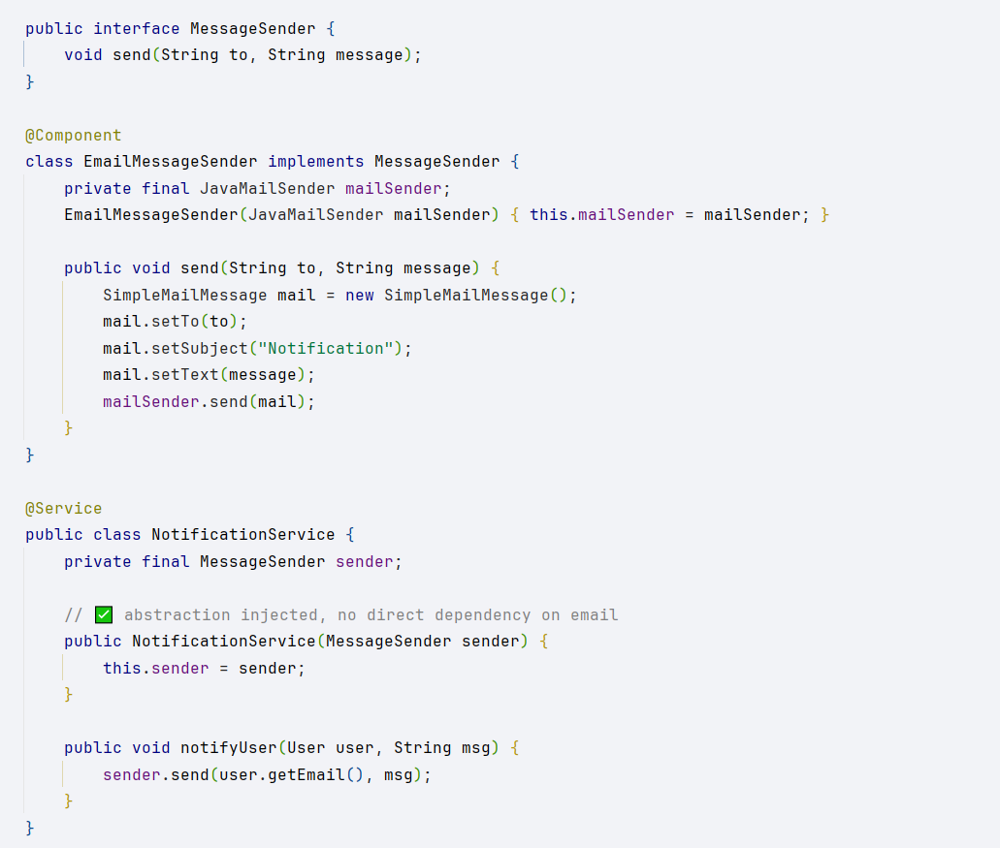 public interface MessageSender {
    void send(String to, String message);
}

@Component
class EmailMessageSender implements MessageSender {
    private final JavaMailSender mailSender;
    EmailMessageSender(JavaMailSender mailSender) { this.mailSender = mailSender; }

    public void send(String to, String message) {
        SimpleMailMessage mail = new SimpleMailMessage();
        mail.setTo(to);
        mail.setSubject("Notification");
        mail.setText(message);
        mailSender.send(mail);
    }
}

@Service
public class NotificationService {
    private final MessageSender sender;

    // ✅ abstraction injected, no direct dependency on email
    public NotificationService(MessageSender sender) {
        this.sender = sender;
    }

    public void notifyUser(User user, String msg) {
        sender.send(user.getEmail(), msg);
    }
}